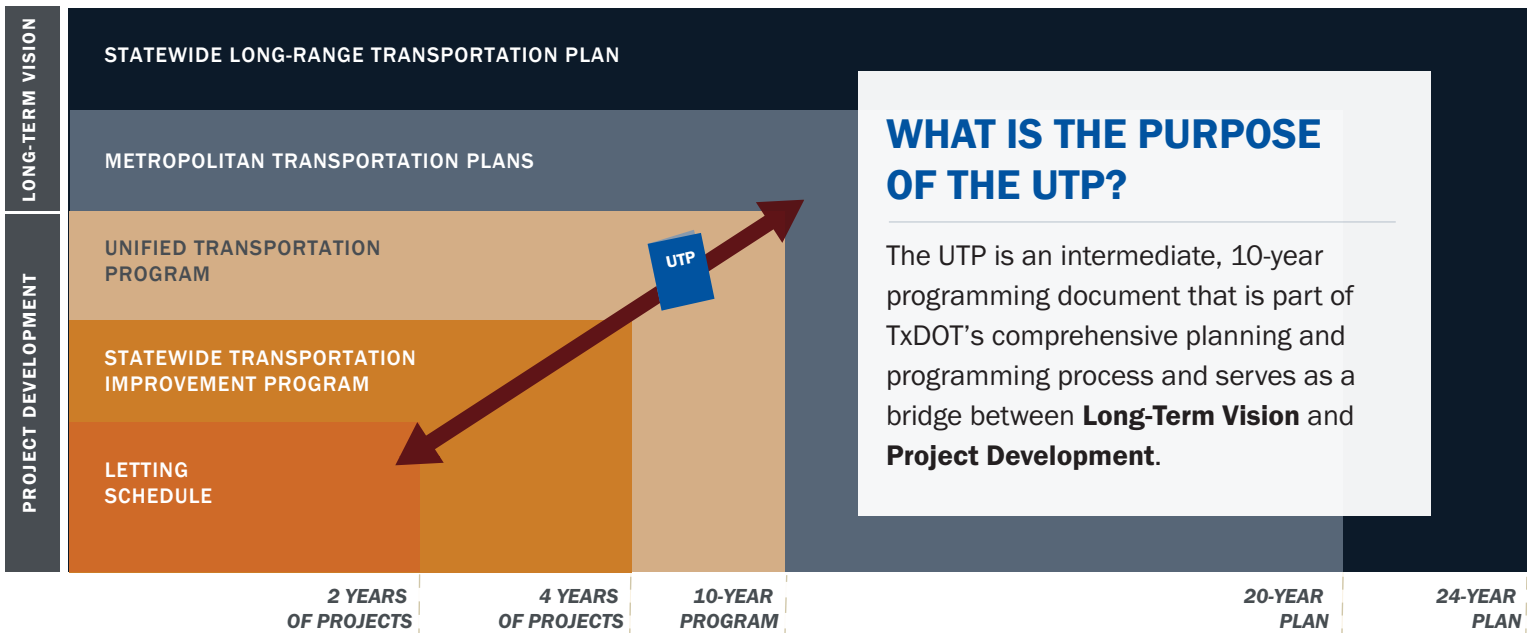 LONG-TERM VISION
STATEWIDE LONG-RANGE TRANSPORTATION PLAN
METROPOLITAN TRANSPORTATION PLANS
PROJECT DEVELOPMENT
UNIFIED TRANSPORTATION
PROGRAM
STATEWIDE TRANSPORTATION
IMPROVEMENT PROGRAM
LETTING
SCHEDULE
UTP
WHAT IS THE PURPOSE
OF THE UTP?
The UTP is an intermediate, 10-year
programming document that is part of
TxDOT’s comprehensive planning and
programming process and serves as a
bridge between Long-Term Vision and
Project Development.
2 YEARS
OF PROJECTS
4 YEARS
OF PROJECTS
10-YEAR
PROGRAM
20-YEAR
PLAN
24-YEAR
PLAN